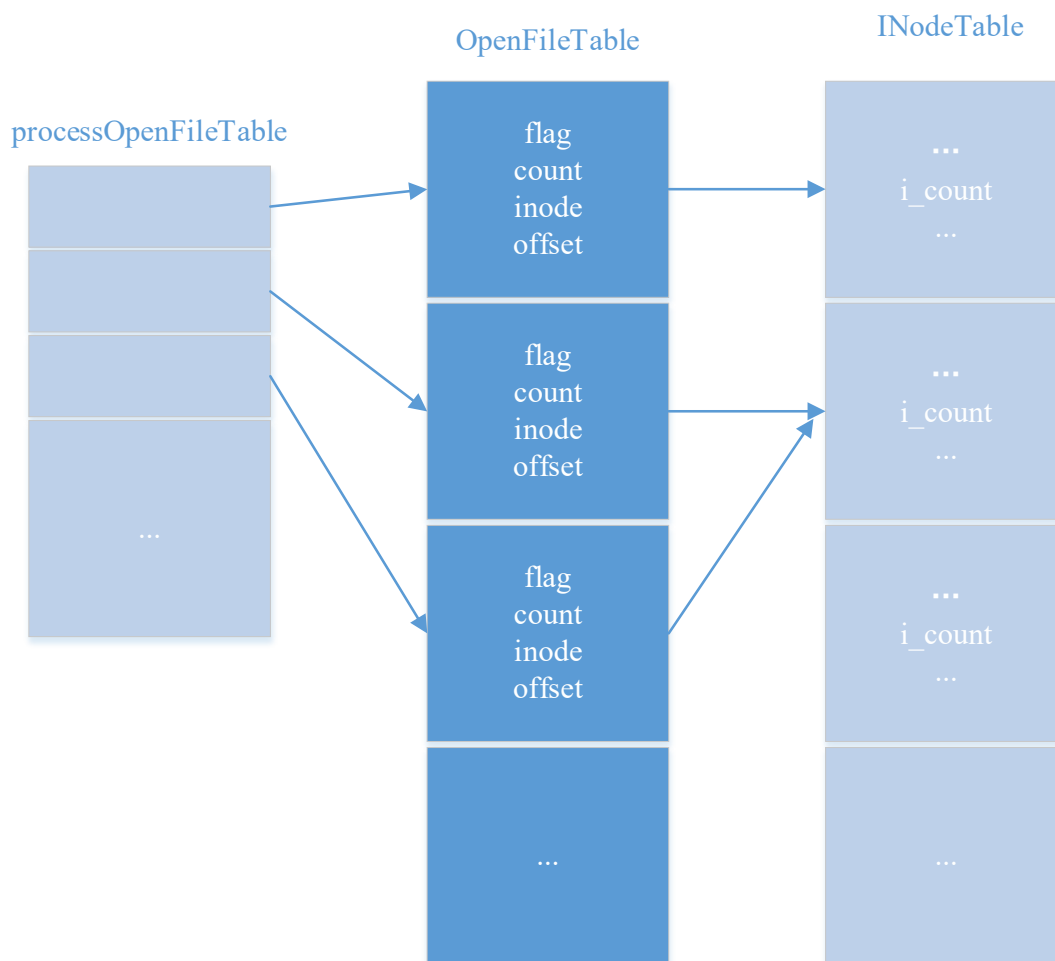 processOpenFileTable
...
OpenFileTable
flag
count
inode
offset
flag
count
inode
offset
flag
count
inode
offset
...
INodeTable
...
i_count
...
...
i_count
...
...
i_count
...
...